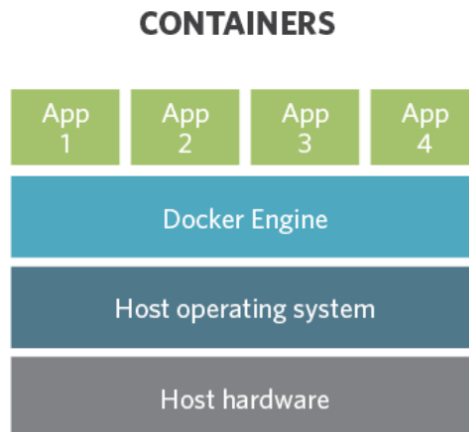 CONTAINERS
App
1
App
2
App
3
App
4
Docker Engine
Host operating system
Host hardware